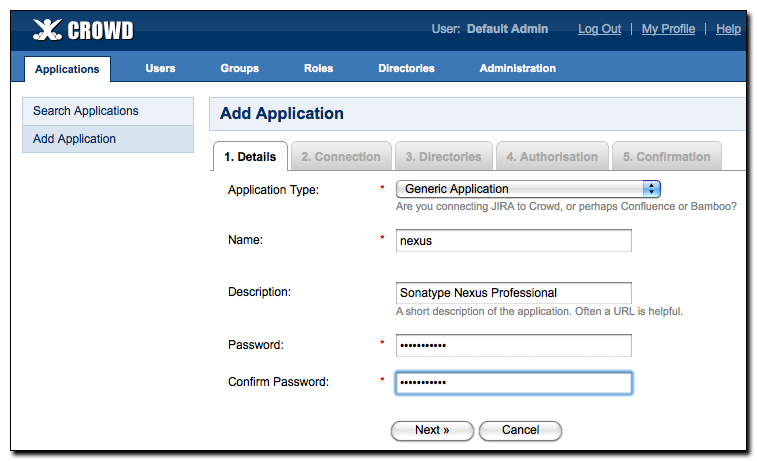 CROWD User: Default Admin Log Out | My Profile | Help
Applications Users Groups Roles Directories Administration
Search Applications
Add Application
Add Application
1. Details 2. Connection 3. Directories 4. Authorisation 5. Confirmation
Application Type: * Generic Application
Are you connecting JIRA to Crowd, or perhaps Confluence or Bamboo?
Name: * nexus
Description: Sonatype Nexus Professional
A short description of the application. Often a URL is helpful.
Password: * •••••••••••
Confirm Password: * •••••••••••
Next » Cancel